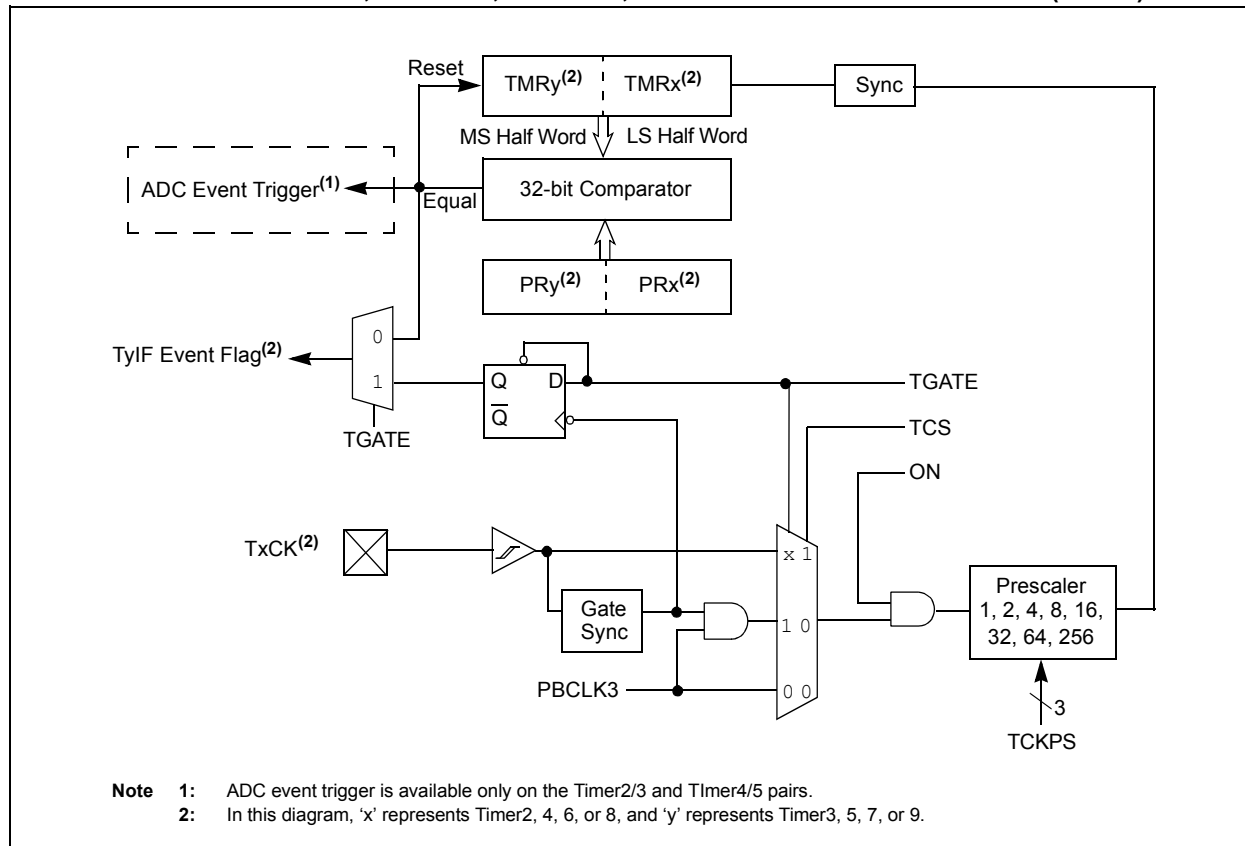 Reset
TMRy(2) TMRx(2)
Sync
MS Half Word LS Half Word
ADC Event Trigger(1)
Equal
32-bit Comparator
PRy(2) PRx(2)
0
TyIF Event Flag(2)
1
Q D
Q
TGATE
TGATE
TCS
ON
TxCK(2)
x 1
Gate
Sync
1 0
Prescaler
1, 2, 4, 8, 16,
32, 64, 256
PBCLK3
0 0
3
TCKPS
Note 1: ADC event trigger is available only on the Timer2/3 and TImer4/5 pairs.
2: In this diagram, ‘x’ represents Timer2, 4, 6, or 8, and ‘y’ represents Timer3, 5, 7, or 9.